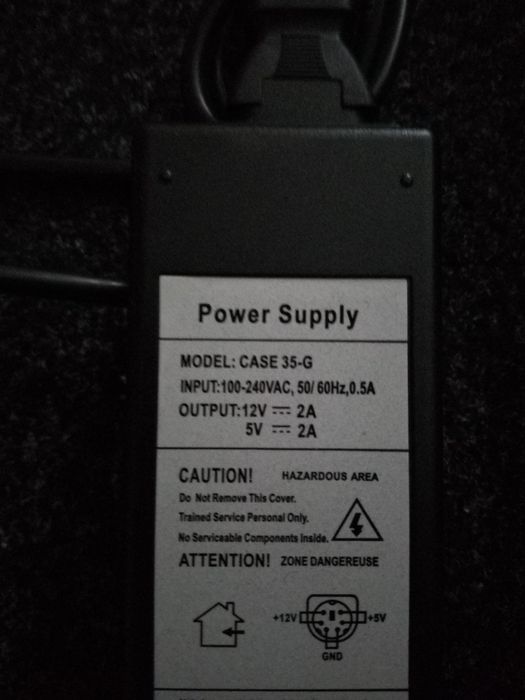 Power Supply
MODEL: CASE 35-G
INPUT:100-240VAC, 50/ 60Hz,0.5A
OUTPUT:12V ⎓ 2A
5V ⎓ 2A
CAUTION! HAZARDOUS AREA
Do Not Remove This Cover.
Trained Service Personal Only.
No Serviceable Components Inside.
ATTENTION! ZONE DANGEREUSE
+12V +5V
GND